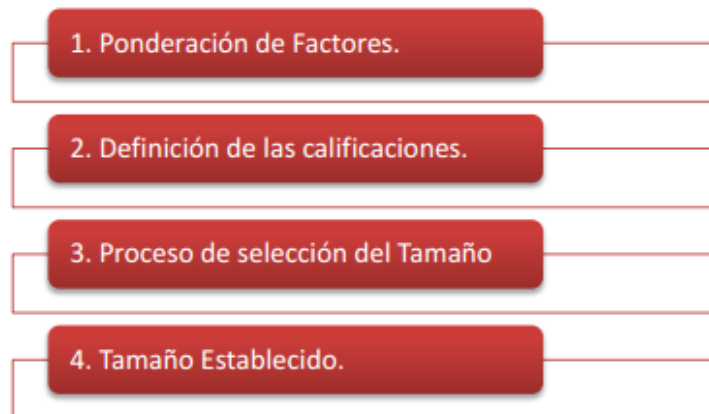 1. Ponderación de Factores.
2. Definición de las calificaciones.
3. Proceso de selección del Tamaño
4. Tamaño Establecido.